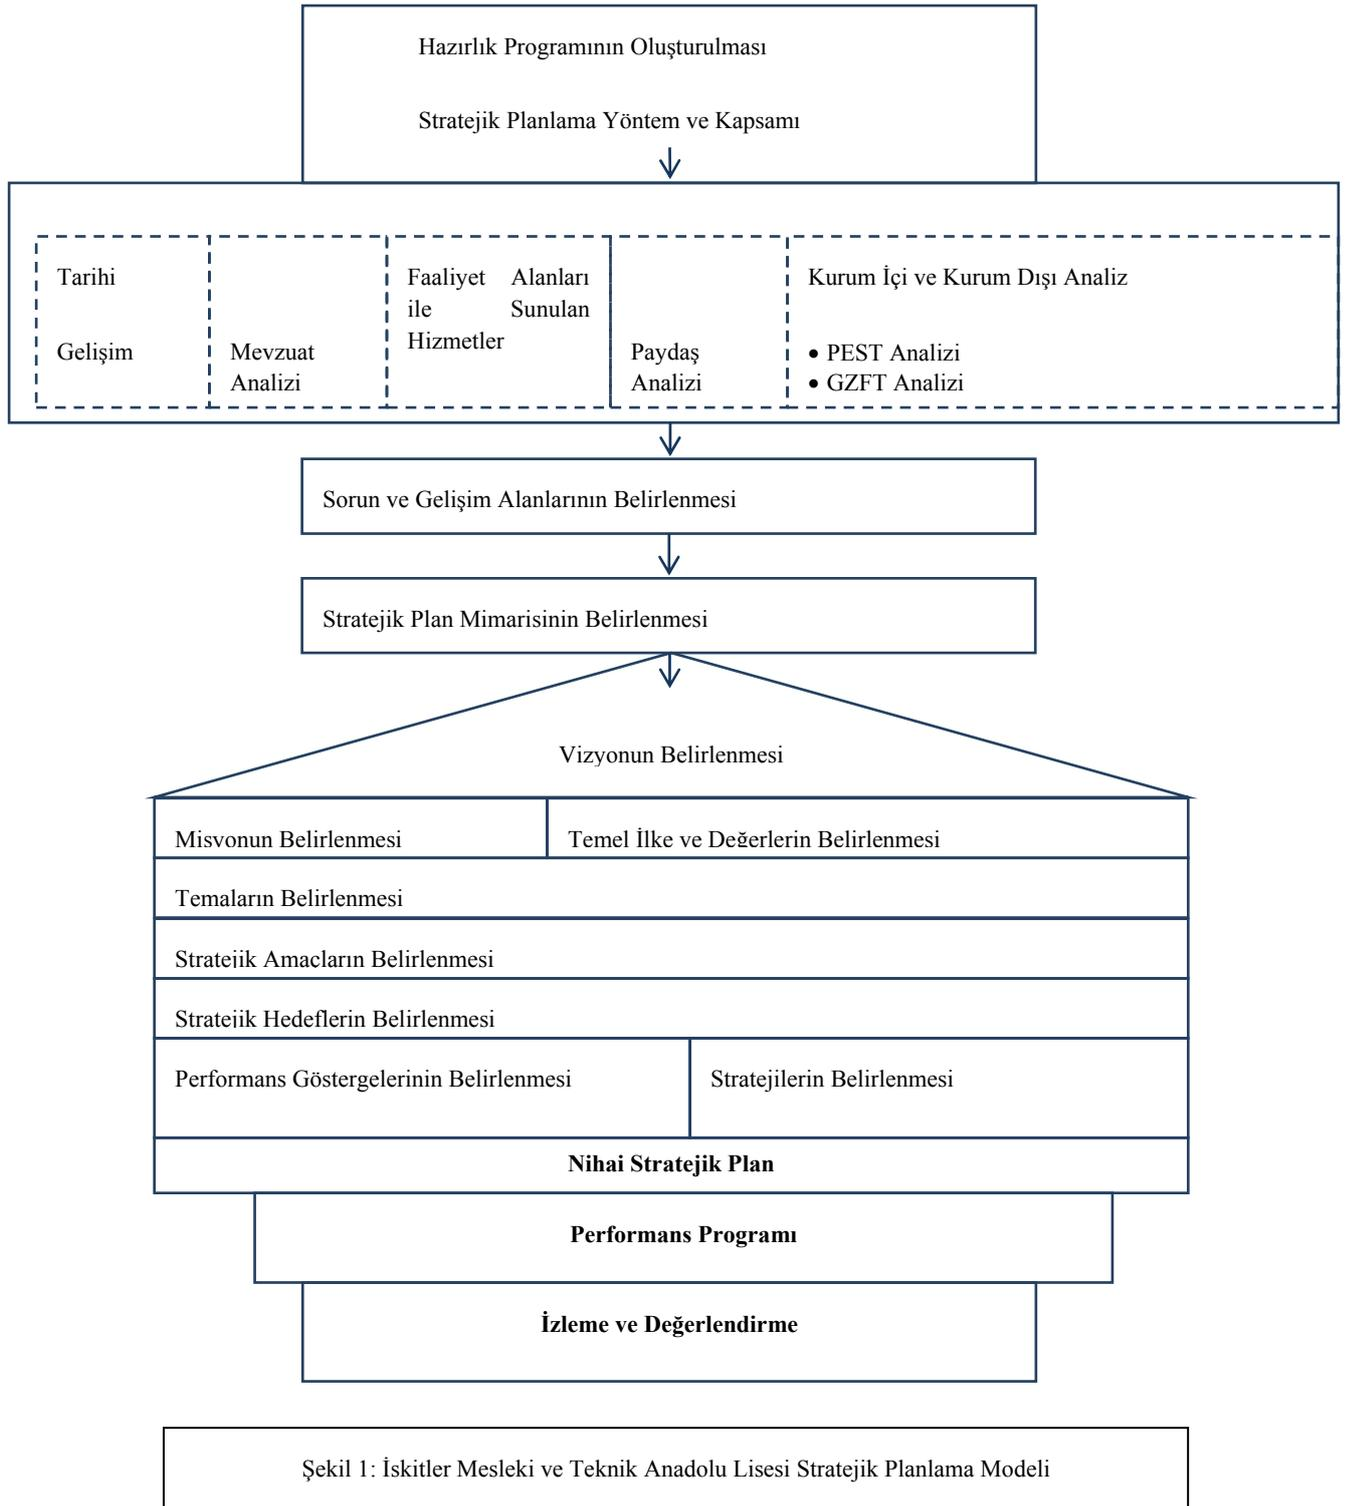 Hazırlık Programının Oluşturulması
Stratejik Planlama Yöntem ve Kapsamı
Tarihi
Gelişim
Mevzuat
Analizi
Faaliyet Alanları
ile Sunulan
Hizmetler
Paydaş
Analizi
Kurum İçi ve Kurum Dışı Analiz
• PEST Analizi
• GZFT Analizi
Sorun ve Gelişim Alanlarının Belirlenmesi
Stratejik Plan Mimarisinin Belirlenmesi
Vizyonun Belirlenmesi
Misyonun Belirlenmesi
Temel İlke ve Değerlerin Belirlenmesi
Temaların Belirlenmesi
Stratejik Amaçların Belirlenmesi
Stratejik Hedeflerin Belirlenmesi
Performans Göstergelerinin Belirlenmesi
Stratejilerin Belirlenmesi
Nihai Stratejik Plan
Performans Programı
İzleme ve Değerlendirme
Şekil 1: İskitler Mesleki ve Teknik Anadolu Lisesi Stratejik Planlama Modeli